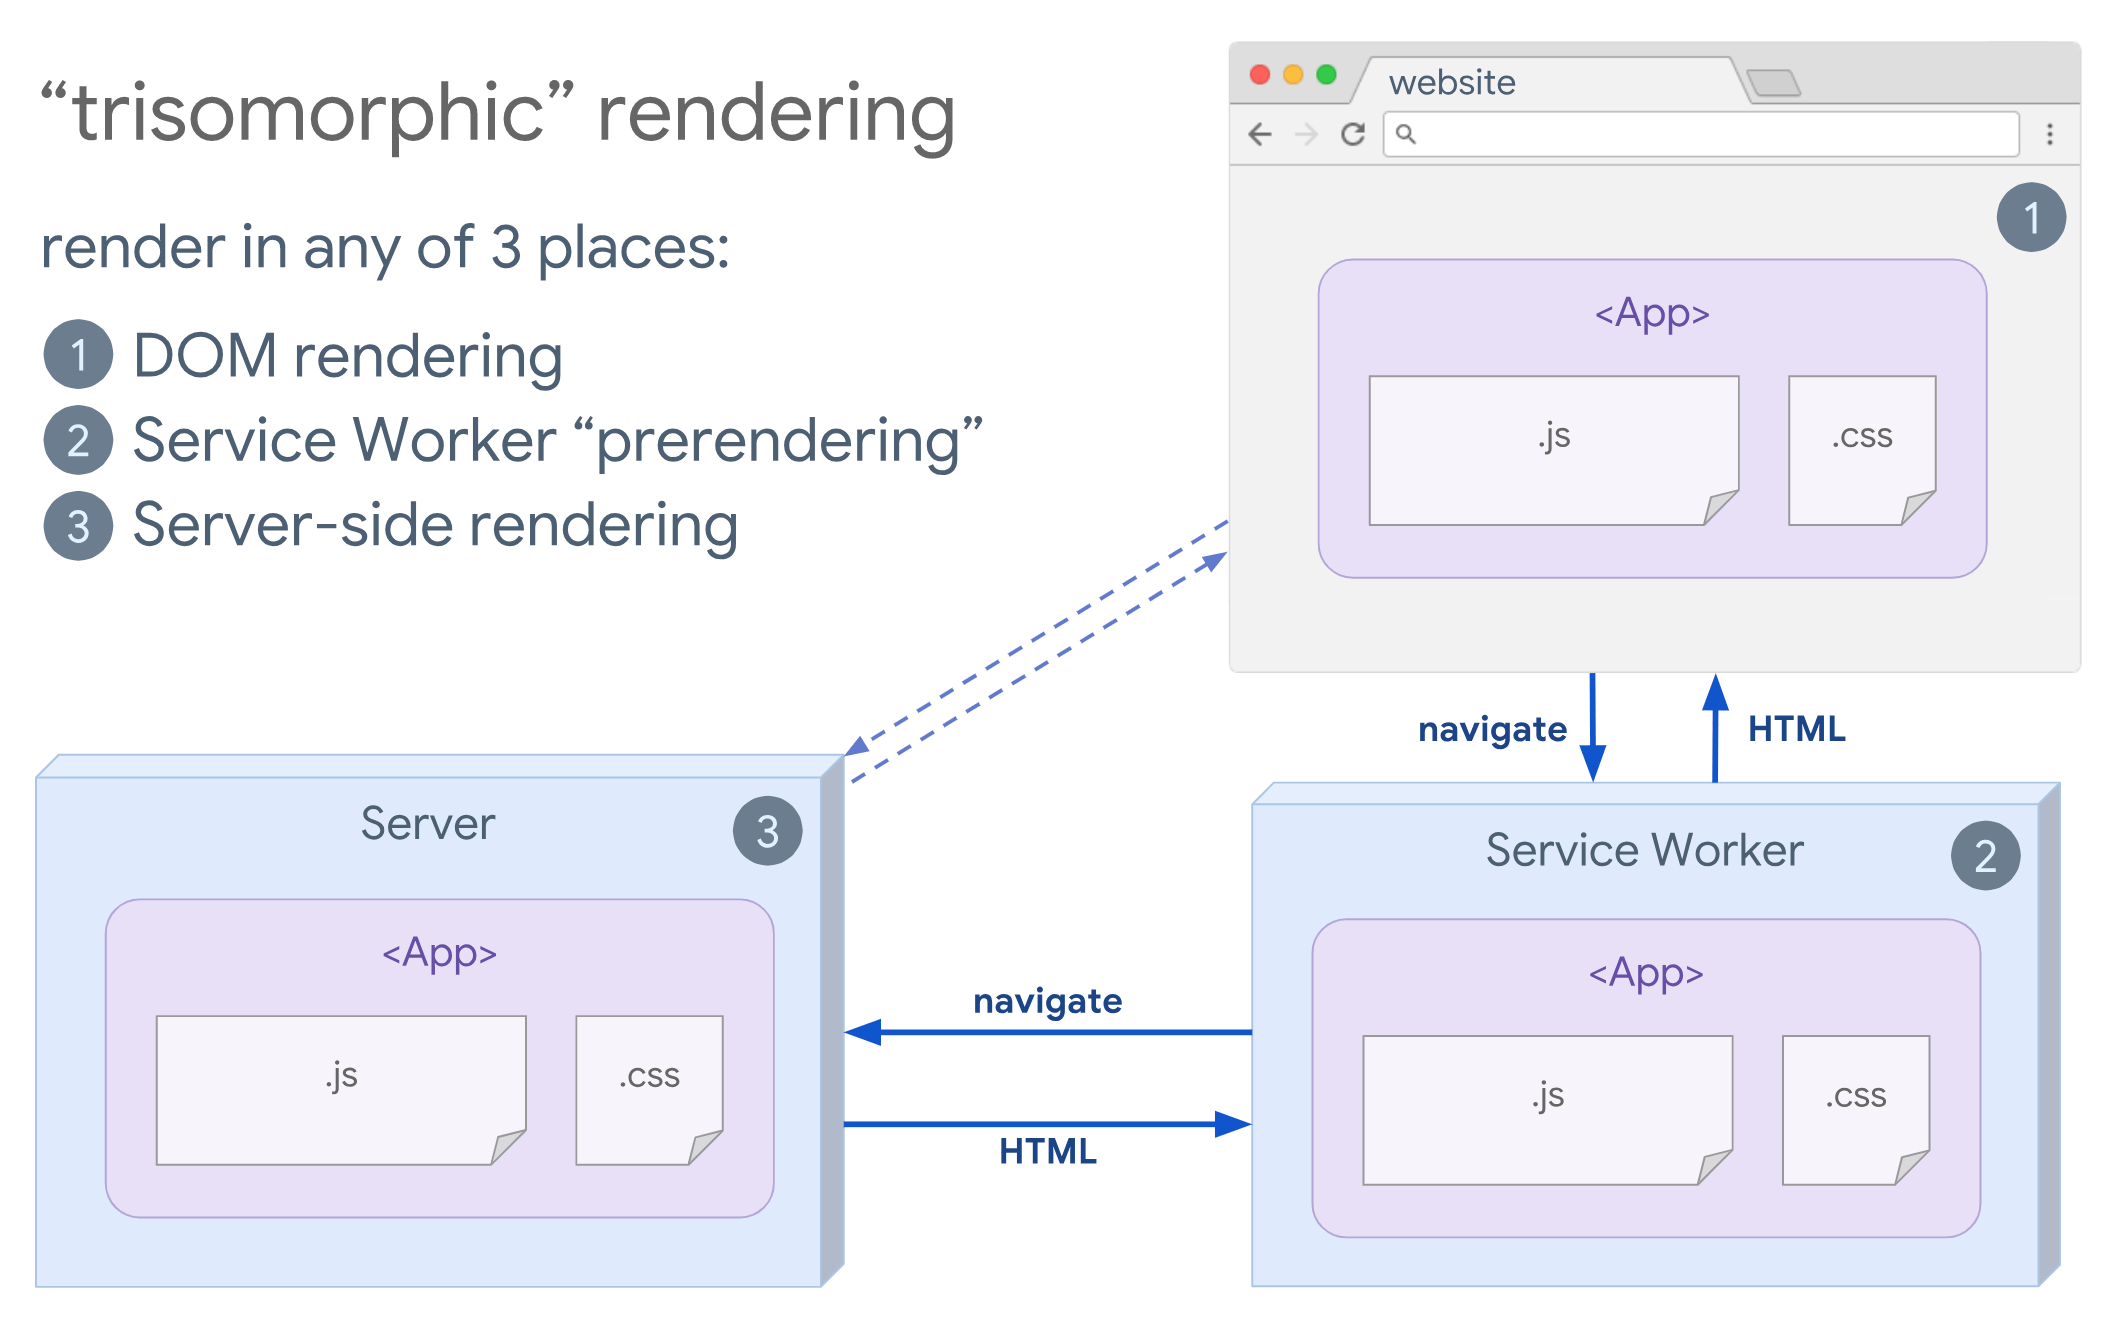 “trisomorphic” rendering
render in any of 3 places:
1 DOM rendering
2 Service Worker “prerendering”
3 Server-side rendering
website
1
<App>
.js
.css
navigate
HTML
Server
3
<App>
.js
.css
navigate
HTML
Service Worker
2
<App>
.js
.css